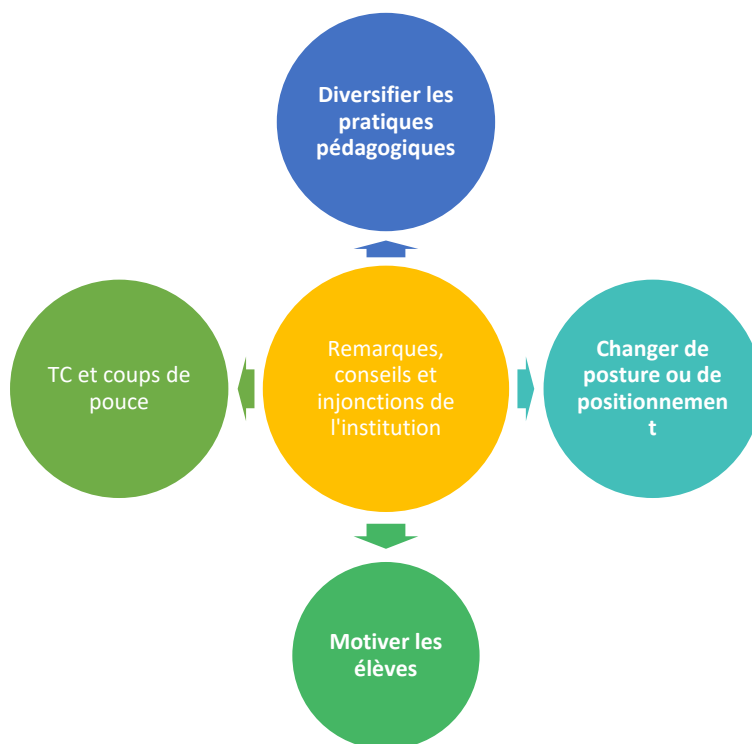 Diversifier les
pratiques
pédagogiques
TC et coups de
pouce
Remarques,
conseils et
injonctions de
l'institution
Changer de
posture ou de
positionnemen
t
Motiver les
élèves